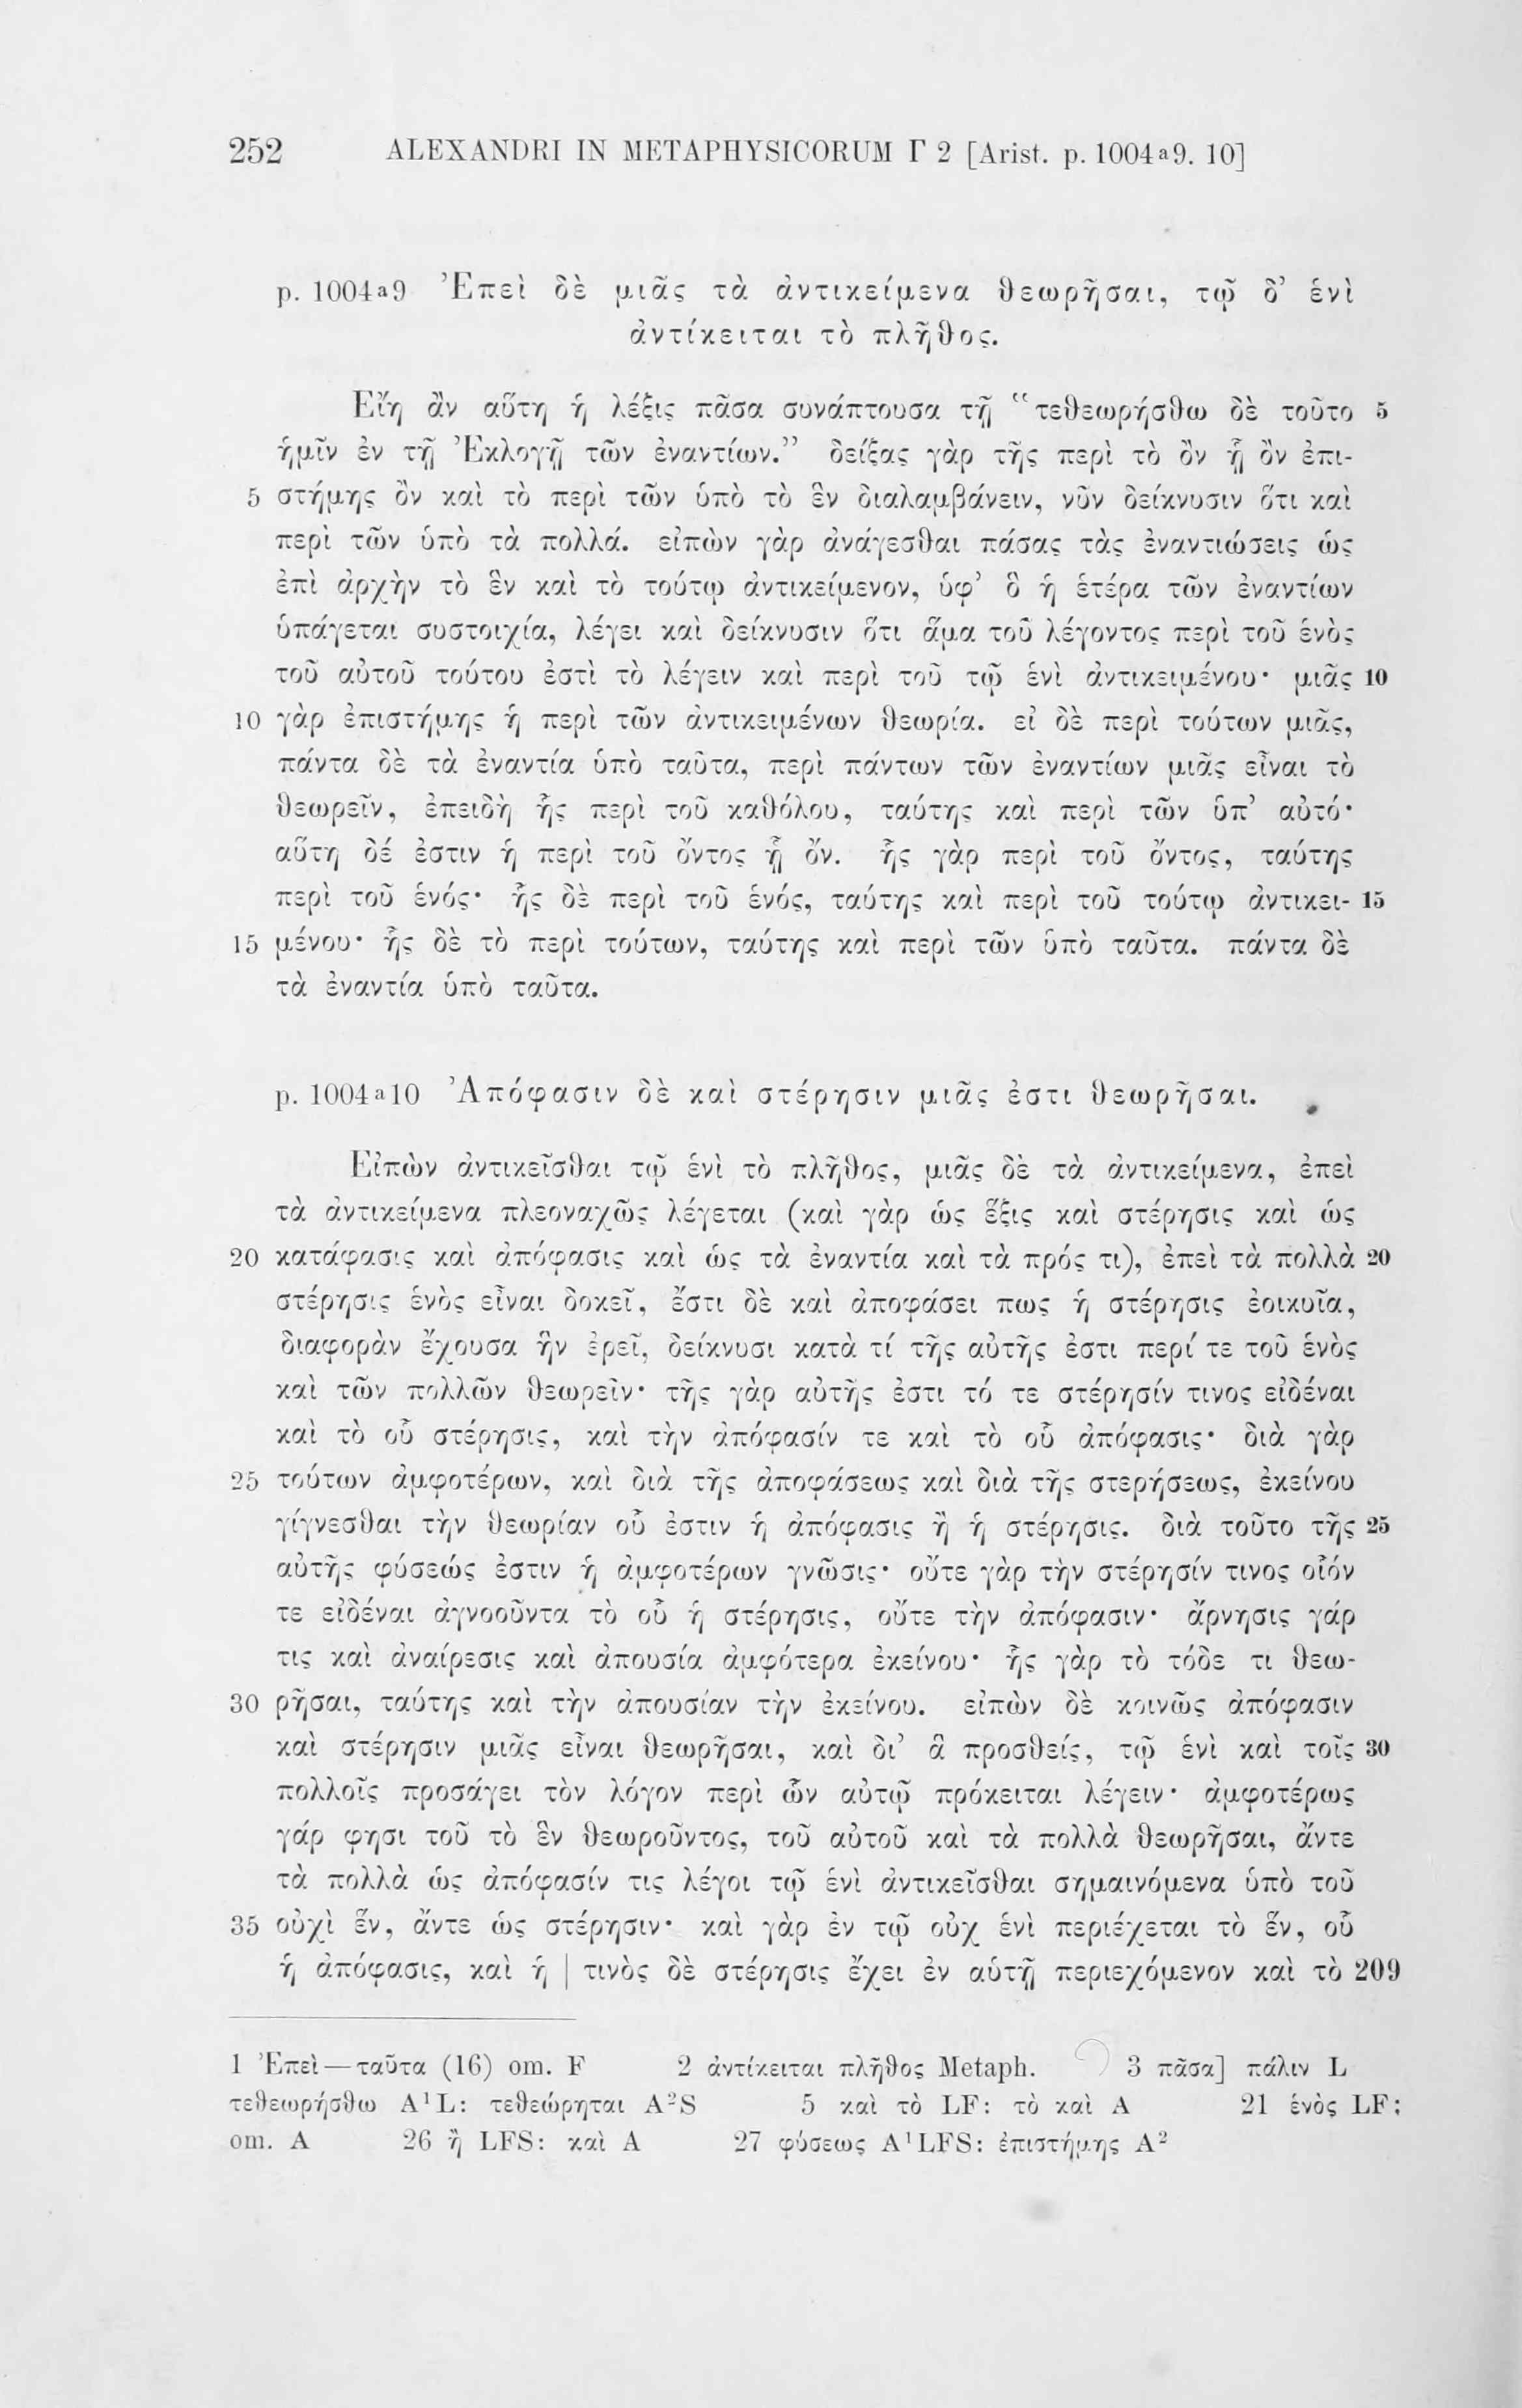 252 ALEXANDRI IN METAPHYSICORUM Γ 2 [Arist. p. 1004ª9. 10]
p. 1004ª9 Ἐπεὶ δὲ μιᾶς τὰ ἀντικείμενα θεωρῆσαι, τῷ δ’ ἑνὶ
ἀντίκειται τὸ πλῆθος.
Εἴη ἂν αὕτη ἡ λέξις πᾶσα συνάπτουσα τῇ “τεθεωρήσθω δὲ τοῦτο 5
ἡμῖν ἐν τῇ Ἐκλογῇ τῶν ἐναντίων.” δείξας γὰρ τῆς περὶ τὸ ὂν ᾗ ὂν ἐπι-
5 στήμης ὂν καὶ τὸ περὶ τῶν ὑπὸ τὸ ἓν διαλαμβάνειν, νῦν δείκνυσιν ὅτι καὶ
περὶ τῶν ὑπὸ τὰ πολλά. εἰπὼν γὰρ ἀνάγεσθαι πάσας τὰς ἐναντιώσεις ὡς
ἐπὶ ἀρχὴν τὸ ἓν καὶ τὸ τούτῳ ἀντικείμενον, ὑφ’ ὃ ἡ ἑτέρα τῶν ἐναντίων
ὑπάγεται συστοιχία, λέγει καὶ δείκνυσιν ὅτι ἅμα τοῦ λέγοντος περὶ τοῦ ἑνὸς
τοῦ αὐτοῦ τούτου ἐστὶ τὸ λέγειν καὶ περὶ τοῦ τῷ ἑνὶ ἀντικειμένου· μιᾶς 10
10 γὰρ ἐπιστήμης ἡ περὶ τῶν ἀντικειμένων θεωρία. εἰ δὲ περὶ τούτων μιᾶς,
πάντα δὲ τὰ ἐναντία ὑπὸ ταῦτα, περὶ πάντων τῶν ἐναντίων μιᾶς εἶναι τὸ
θεωρεῖν, ἐπειδὴ ἧς περὶ τοῦ καθόλου, ταύτης καὶ περὶ τῶν ὑπ’ αὐτό·
αὕτη δέ ἐστιν ἡ περὶ τοῦ ὄντος ᾗ ὄν. ἧς γὰρ περὶ τοῦ ὄντος, ταύτης
περὶ τοῦ ἑνός· ἧς δὲ περὶ τοῦ ἑνός, ταύτης καὶ περὶ τοῦ τούτῳ ἀντικει- 15
15 μένου· ἧς δὲ τὸ περὶ τούτων, ταύτης καὶ περὶ τῶν ὑπὸ ταῦτα. πάντα δὲ
τὰ ἐναντία ὑπὸ ταῦτα.
p. 1004ª10 Ἀπόφασιν δὲ καὶ στέρησιν μιᾶς ἐστι θεωρῆσαι.
Εἰπὼν ἀντικεῖσθαι τῷ ἑνὶ τὸ πλῆθος, μιᾶς δὲ τὰ ἀντικείμενα, ἐπεὶ
τὰ ἀντικείμενα πλεοναχῶς λέγεται (καὶ γὰρ ὡς ἕξις καὶ στέρησις καὶ ὡς
20 κατάφασις καὶ ἀπόφασις καὶ ὡς τὰ ἐναντία καὶ τὰ πρός τι), ἐπεὶ τὰ πολλὰ 20
στέρησις ἑνὸς εἶναι δοκεῖ, ἔστι δὲ καὶ ἀποφάσει πως ἡ στέρησις ἐοικυῖα,
διαφορὰν ἔχουσα ἣν ἐρεῖ, δείκνυσι κατὰ τί τῆς αὐτῆς ἐστι περί τε τοῦ ἑνὸς
καὶ τῶν πολλῶν θεωρεῖν· τῆς γὰρ αὐτῆς ἐστι τό τε στέρησίν τινος εἰδέναι
καὶ τὸ οὗ στέρησις, καὶ τὴν ἀπόφασίν τε καὶ τὸ οὗ ἀπόφασις· διὰ γὰρ
25 τούτων ἀμφοτέρων, καὶ διὰ τῆς ἀποφάσεως καὶ διὰ τῆς στερήσεως, ἐκείνου
γίγνεσθαι τὴν θεωρίαν οὗ ἐστιν ἡ ἀπόφασις ἢ ἡ στέρησις. διὰ τοῦτο τῆς 25
αὐτῆς φύσεώς ἐστιν ἡ ἀμφοτέρων γνῶσις· οὔτε γὰρ τὴν στέρησίν τινος οἷόν
τε εἰδέναι ἀγνοοῦντα τὸ οὗ ἡ στέρησις, οὔτε τὴν ἀπόφασιν· ἄρνησις γάρ
τις καὶ ἀναίρεσις καὶ ἀπουσία ἀμφότερα ἐκείνου· ἧς γὰρ τὸ τόδε τι θεω-
30 ρῆσαι, ταύτης καὶ τὴν ἀπουσίαν τὴν ἐκείνου. εἰπὼν δὲ κοινῶς ἀπόφασιν
καὶ στέρησιν μιᾶς εἶναι θεωρῆσαι, καὶ δι’ ἃ προσθείς, τῷ ἑνὶ καὶ τοῖς 30
πολλοῖς προσάγει τὸν λόγον περὶ ὧν αὐτῷ πρόκειται λέγειν· ἀμφοτέρως
γάρ φησι τοῦ τὸ ἓν θεωροῦντος, τοῦ αὐτοῦ καὶ τὰ πολλὰ θεωρῆσαι, ἄντε
τὰ πολλὰ ὡς ἀπόφασίν τις λέγοι τῷ ἑνὶ ἀντικεῖσθαι σημαινόμενα ὑπὸ τοῦ
35 οὐχὶ ἕν, ἄντε ὡς στέρησιν· καὶ γὰρ ἐν τῷ οὐχ ἑνὶ περιέχεται τὸ ἕν, οὗ
ἡ ἀπόφασις, καὶ ἡ | τινὸς δὲ στέρησις ἔχει ἐν αὑτῇ περιεχόμενον καὶ τὸ 209
1 Ἐπεὶ—ταῦτα (16) om. F 2 ἀντίκειται πλῆθος Metaph. 3 πᾶσα] πάλιν L
τεθεωρήσθω A¹L: τεθεώρηται A²S 5 καὶ τὸ LF: τὸ καὶ A 21 ἑνὸς LF:
om. A 26 ἢ LFS: καὶ A 27 φύσεως A¹LFS: ἐπιστήμης A²